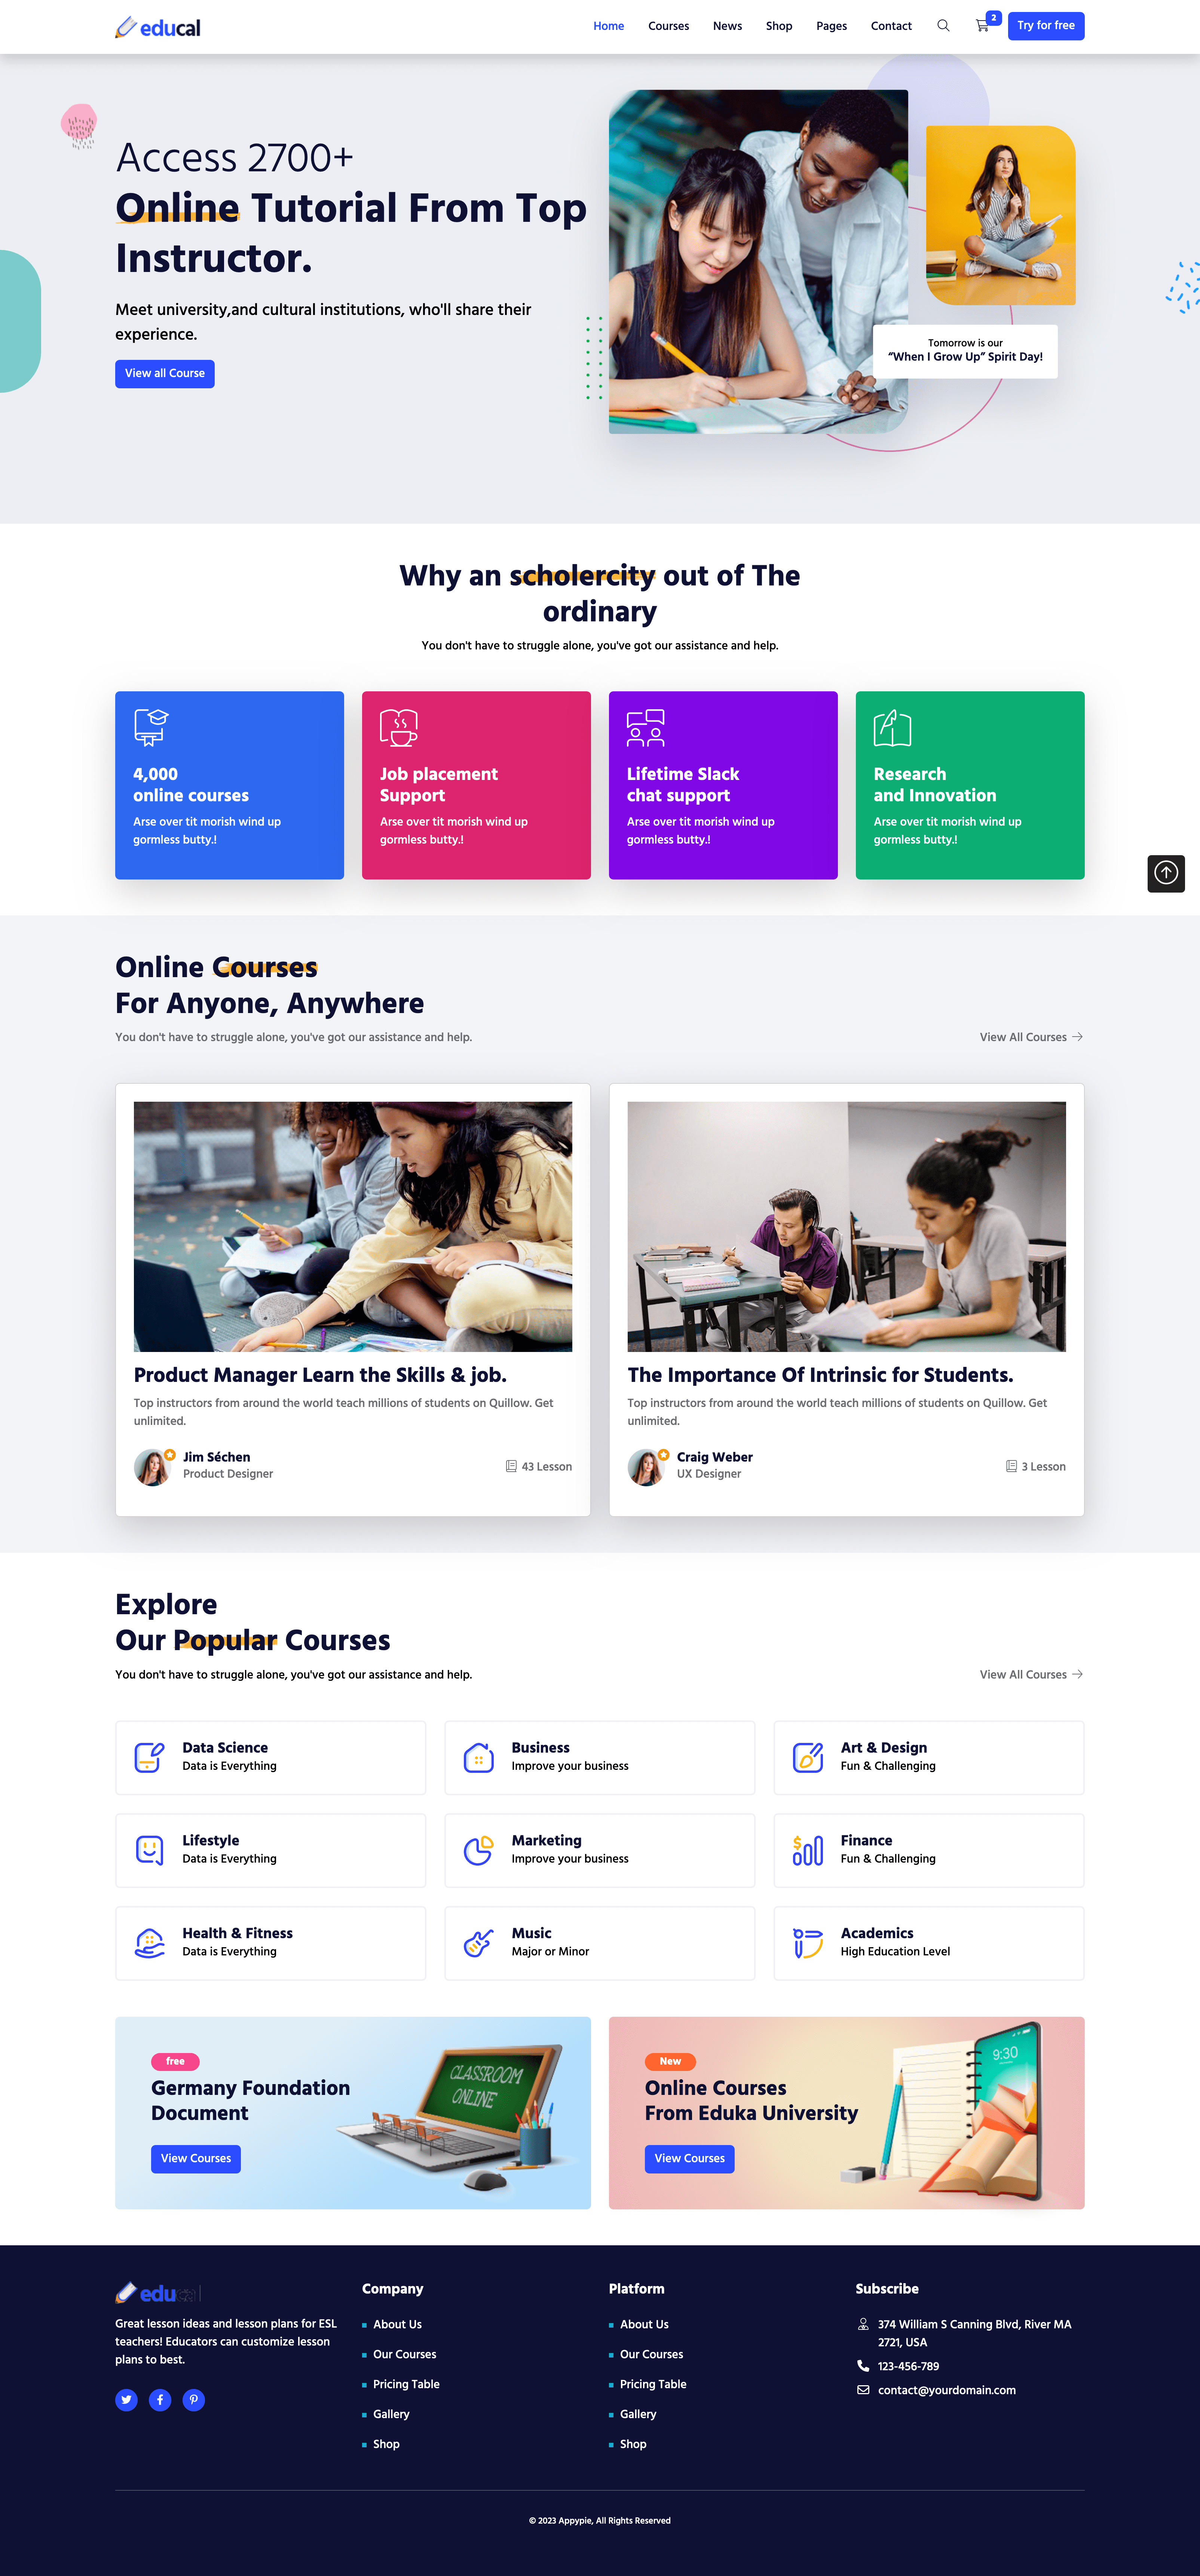 educal
Home Courses News Shop Pages Contact 2 Try for free
Access 2700+
Online Tutorial From Top
Instructor.
Meet university,and cultural institutions, who'll share their
experience.
View all Course
Tomorrow is our
“When I Grow Up” Spirit Day!
Why an scholercity out of The
ordinary
You don't have to struggle alone, you've got our assistance and help.
4,000
online courses
Arse over tit morish wind up
gormless butty.!
Job placement
Support
Arse over tit morish wind up
gormless butty.!
Lifetime Slack
chat support
Arse over tit morish wind up
gormless butty.!
Research
and Innovation
Arse over tit morish wind up
gormless butty.!
Online Courses
For Anyone, Anywhere
You don't have to struggle alone, you've got our assistance and help.
View All Courses
Product Manager Learn the Skills & job.
Top instructors from around the world teach millions of students on Quillow. Get
unlimited.
Jim Séchen
Product Designer
43 Lesson
The Importance Of Intrinsic for Students.
Top instructors from around the world teach millions of students on Quillow. Get
unlimited.
Craig Weber
UX Designer
3 Lesson
Explore
Our Popular Courses
You don't have to struggle alone, you've got our assistance and help.
View All Courses
Data Science
Data is Everything
Business
Improve your business
Art & Design
Fun & Challenging
Lifestyle
Data is Everything
Marketing
Improve your business
Finance
Fun & Challenging
Health & Fitness
Data is Everything
Music
Major or Minor
Academics
High Education Level
free
Germany Foundation
Document
View Courses
CLASSROOM
ONLINE
New
Online Courses
From Eduka University
View Courses
9:30
educal
Great lesson ideas and lesson plans for ESL
teachers! Educators can customize lesson
plans to best.
Company
About Us
Our Courses
Pricing Table
Gallery
Shop
Platform
About Us
Our Courses
Pricing Table
Gallery
Shop
Subscribe
374 William S Canning Blvd, River MA
2721, USA
123-456-789
contact@yourdomain.com
© 2023 Appypie, All Rights Reserved